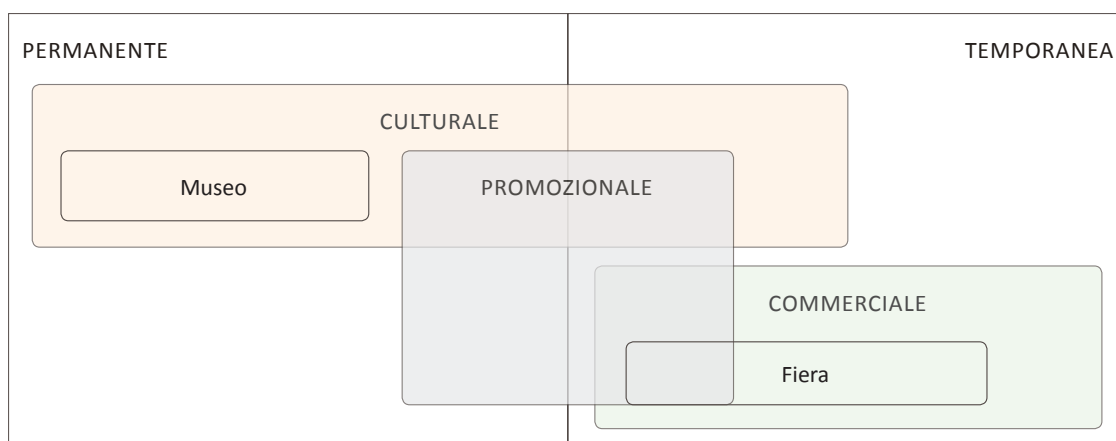 PERMANENTE
TEMPORANEA
CULTURALE
Museo
PROMOZIONALE
COMMERCIALE
Fiera